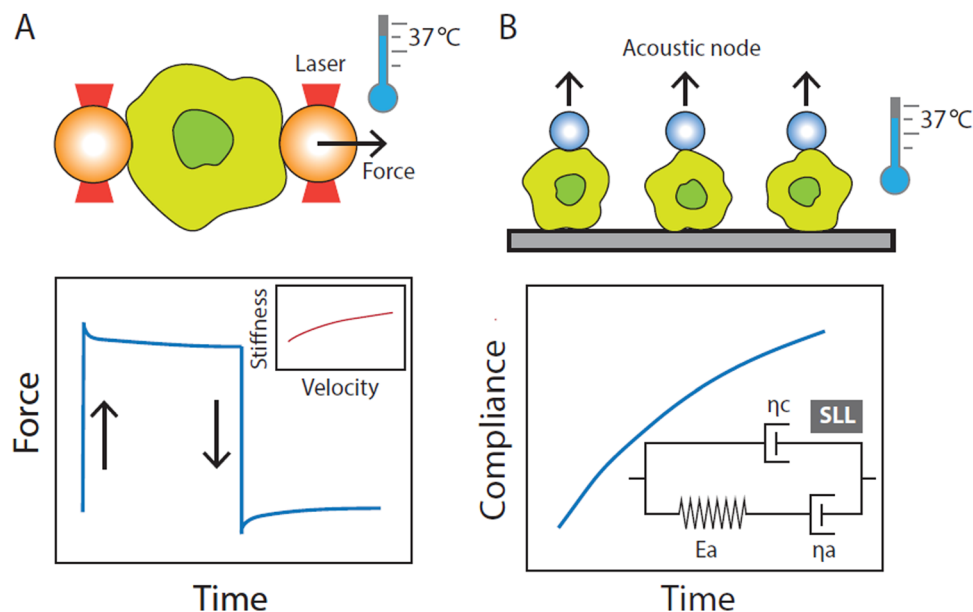 A
37℃
Laser
Force
Force
Stiffness
Velocity
Time
B
Acoustic node
37℃
Compliance
ηc
SLL
Ea
ηa
Time